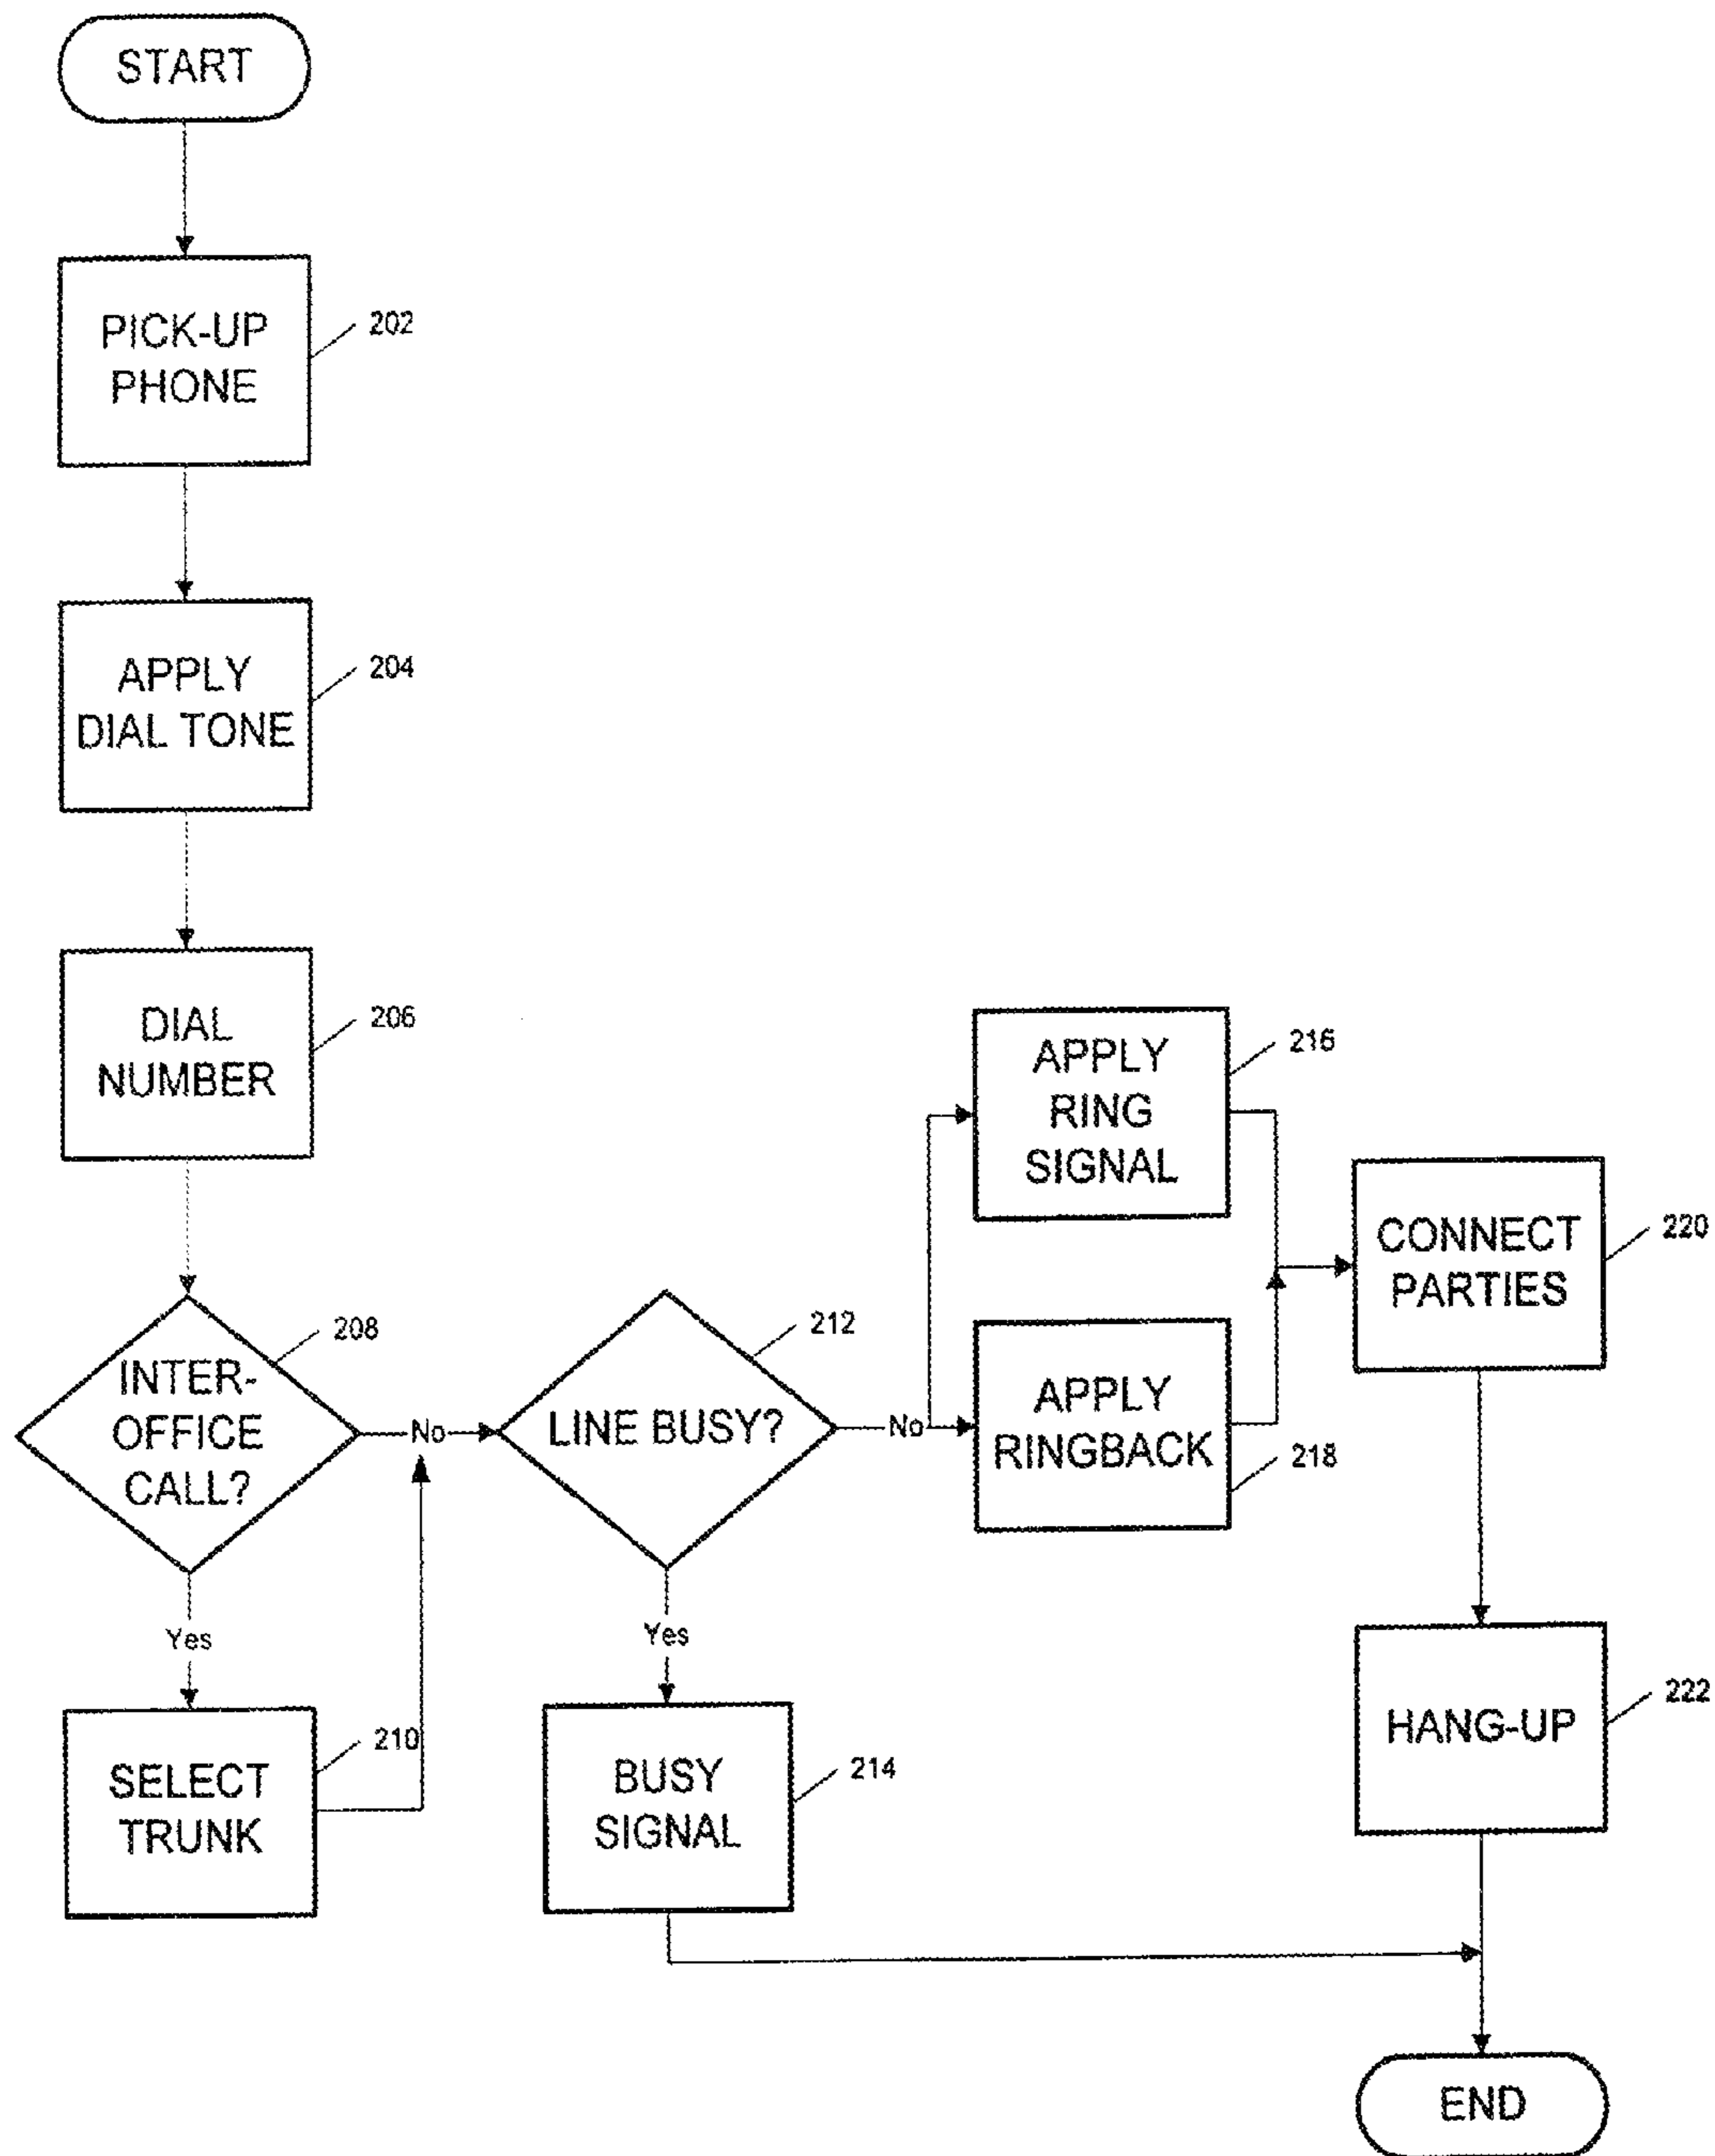 START
PICK-UP
PHONE
202
APPLY
DIAL TONE
204
DIAL
NUMBER
206
INTER-
OFFICE
CALL?
208
No
Yes
SELECT
TRUNK
210
LINE BUSY?
212
No
Yes
BUSY
SIGNAL
214
APPLY
RING
SIGNAL
216
APPLY
RINGBACK
218
CONNECT
PARTIES
220
HANG-UP
222
END